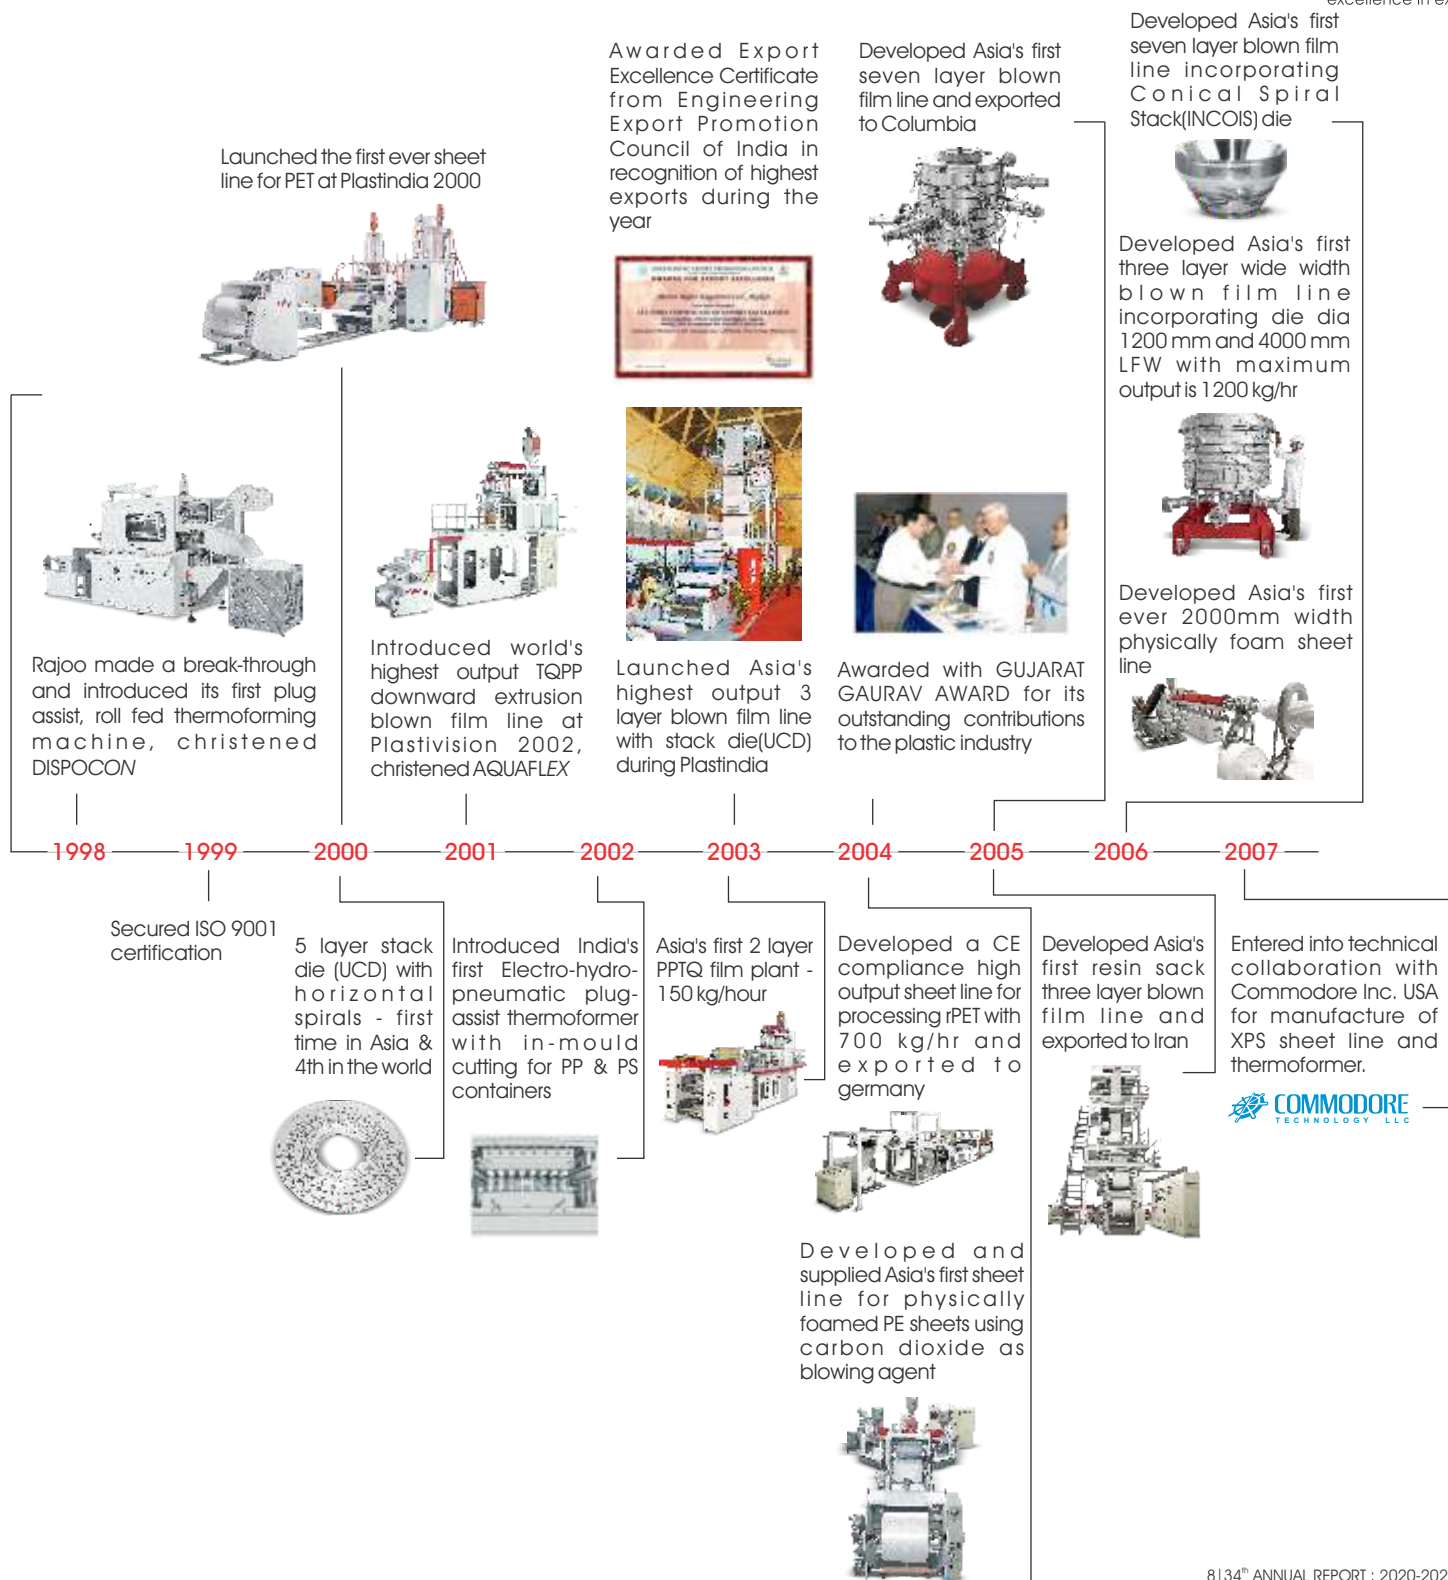 excellence in ex
Launched the first ever sheet
line for PET at Plastindia 2000
Awarded Export
Excellence Certificate
from Engineering
Export Promotion
Council of India in
recognition of highest
exports during the
year
Developed Asia's first
seven layer blown
film line and exported
to Columbia
Developed Asia's first
seven layer blown film
line incorporating
Conical Spiral
Stack(INCOIS) die
Developed Asia's first
three layer wide width
blown film line
incorporating die dia
1200 mm and 4000 mm
LFW with maximum
output is 1200 kg/hr
Developed Asia's first
ever 2000mm width
physically foam sheet
line
Rajoo made a break-through
and introduced its first plug
assist, roll fed thermoforming
machine, christened
DISPOCON
Introduced world's
highest output TQPP
downward extrusion
blown film line at
Plastivision 2002,
christened AQUAFLEX
Launched Asia's
highest output 3
layer blown film line
with stack die(UCD)
during Plastindia
Awarded with GUJARAT
GAURAV AWARD for its
outstanding contributions
to the plastic industry
1998 1999 2000 2001 2002 2003 2004 2005 2006 2007
Secured ISO 9001
certification
5 layer stack
die (UCD) with
horizontal
spirals - first
time in Asia &
4th in the world
Introduced India's
first Electro-hydro-
pneumatic plug-
assist thermoformer
with in-mould
cutting for PP & PS
containers
Asia's first 2 layer
PPTQ film plant -
150 kg/hour
Developed a CE
compliance high
output sheet line for
processing rPET with
700 kg/hr and
exported to
germany
Developed and
supplied Asia's first sheet
line for physically
foamed PE sheets using
carbon dioxide as
blowing agent
Developed Asia's
first resin sack
three layer blown
film line and
exported to Iran
Entered into technical
collaboration with
Commodore Inc. USA
for manufacture of
XPS sheet line and
thermoformer.
COMMODORE
TECHNOLOGY LLC
8|34th ANNUAL REPORT : 2020-202